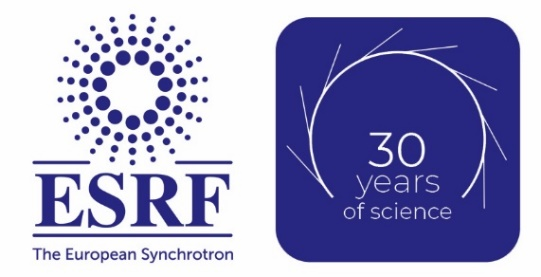 ESRF
The European Synchrotron
30
years
of science